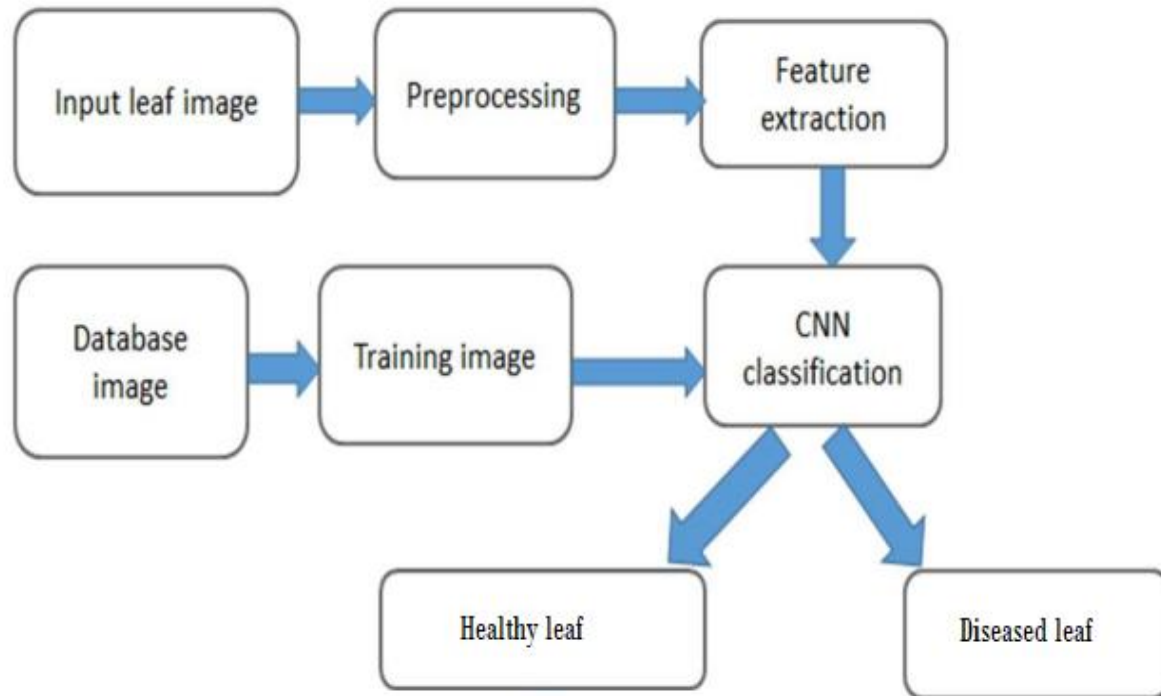 Input leaf image
Preprocessing
Feature
extraction
Database
image
Training image
CNN
classification
Healthy leaf
Diseased leaf